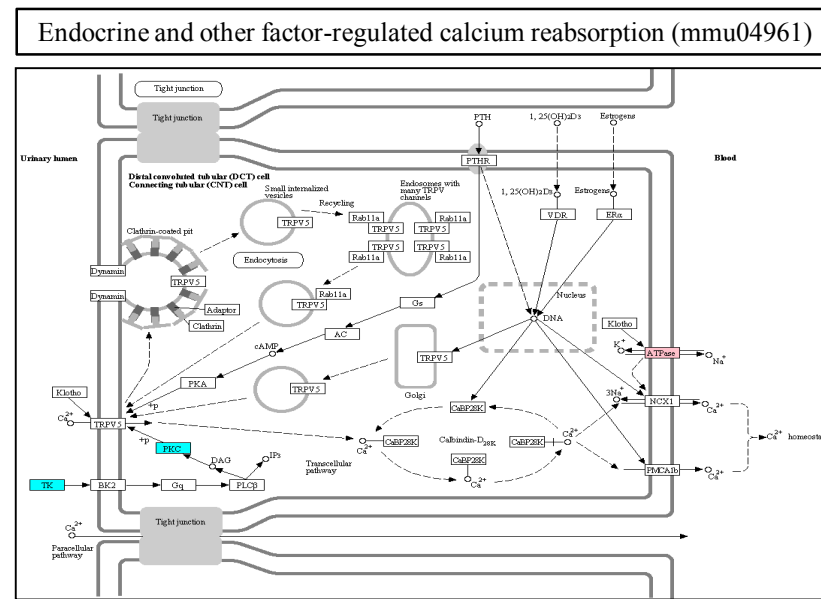 Endocrine and other factor-regulated calcium reabsorption (mmu04961)
Tight junction
Tight junction
PTH
1, 25(OH)2D3
Estrogens
Urinary lumen
PTHR
Blood
Distal convoluted tubular (DCT) cell
Connecting tubular (CNT) cell
Small internalized
vesicles
Recycling
Endosomes with
many TRPV
channels
1, 25(OH)2D3
Estrogens
VDR
ERα
TRPV5
Rab11a
Rab11a
TRPV5
TRPV5
TRPV5
TRPV5
Rab11a
Rab11a
Clathrin-coated pit
Dynamin
Dynamin
TRPV5
Adaptor
Clathrin
Endocytosis
Rab11a
TRPV5
Gs
AC
cAMP
PKA
+p
Nucleus
DNA
TRPV5
Golgi
TRPV5
Klotho
K+
ATPase
Na+
3Na+
NCX1
Ca2+
Ca2+ homeosta
Klotho
Ca2+
TRPV5
+p
PKC
DAG
IP3
TK
BK2
Gq
PLCβ
Ca2+
CaBP28K
Transcellular
pathway
CaBP28K
Calbindin-D28K
CaBP28K
Ca2+
CaBP28K
Ca2+
PMCA1b
Ca2+
Tight junction
Ca2+
Paracellular
pathway